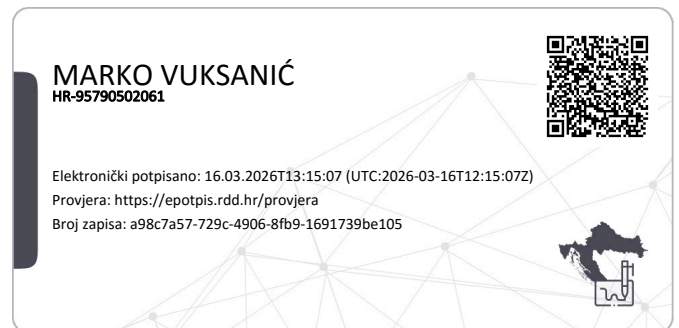 MARKO VUKSANIĆ
HR-95790502061
Elektronički potpisano: 16.03.2026T13:15:07 (UTC:2026-03-16T12:15:07Z)
Provjera: https://epotpis.rdd.hr/provjera
Broj zapisa: a98c7a57-729c-4906-8fb9-1691739be105